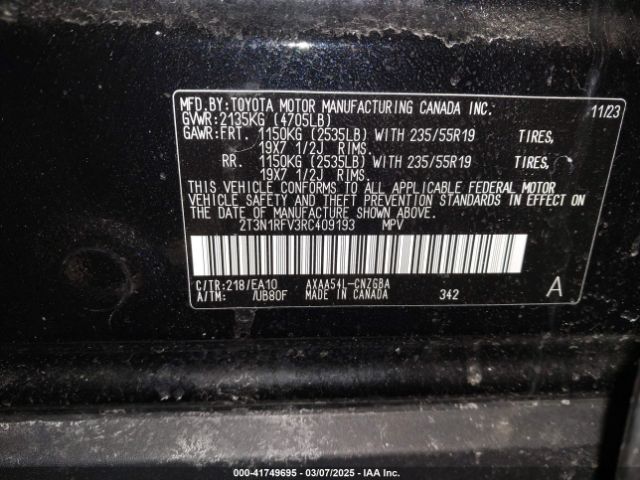 MFD. BY: TOYOTA MOTOR MANUFACTURING CANADA INC. 11/23
GVWR: 2135KG (4705LB)
GAWR: FRT. 1150KG (2535LB) WITH 235/55R19 TIRES,
19X7 1/2J RIMS.
RR. 1150KG (2535LB) WITH 235/55R19 TIRES,
19X7 1/2J RIMS.
THIS VEHICLE CONFORMS TO ALL APPLICABLE FEDERAL MOTOR
VEHICLE SAFETY AND THEFT PREVENTION STANDARDS IN EFFECT ON
THE DATE OF MANUFACTURE SHOWN ABOVE.
2T3N1RFV3RC409193 MPV
C/TR: 218/EA10 AXAA54L-CNZGBA A
A/TM: /UB80F MADE IN CANADA 342
000-41749695 - 03/07/2025 - IAA Inc.